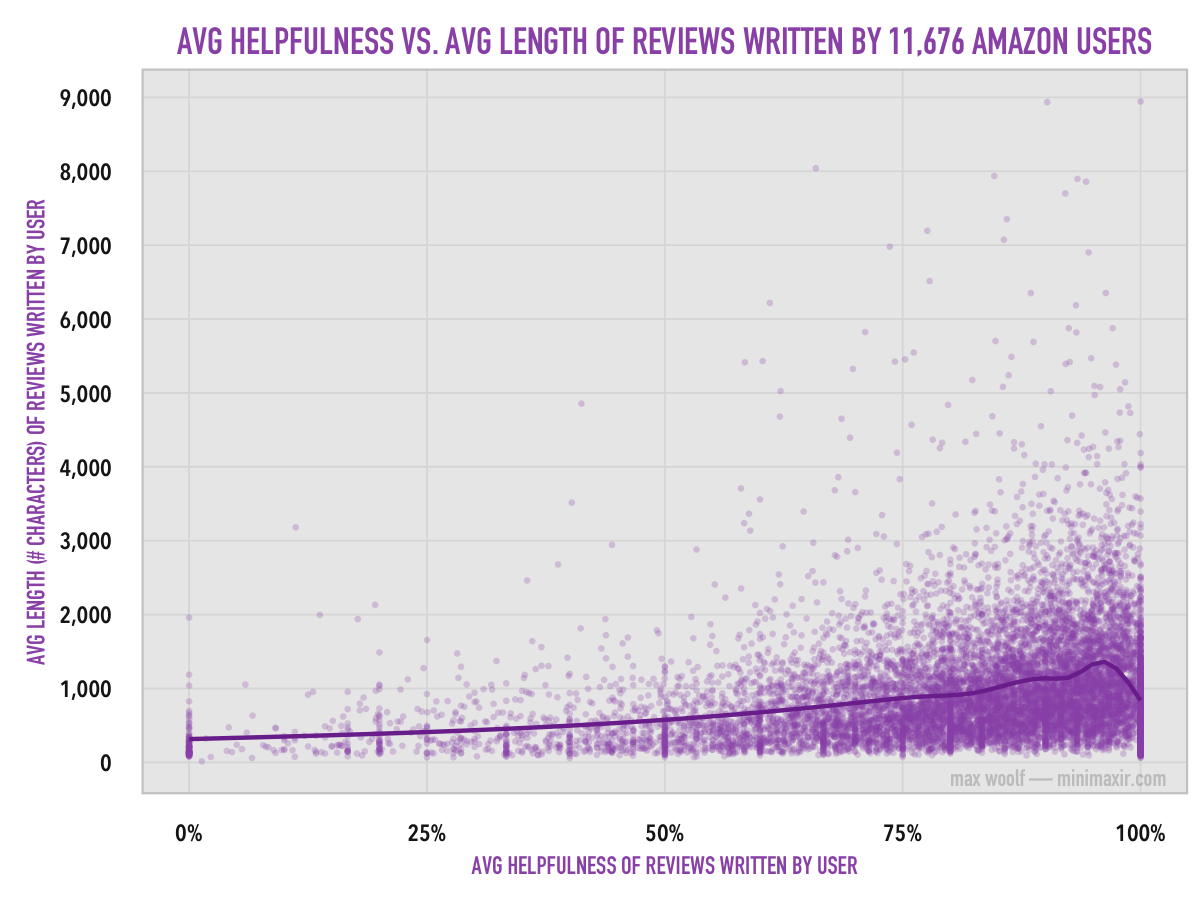 AVG HELPFULNESS VS. AVG LENGTH OF REVIEWS WRITTEN BY 11,676 AMAZON USERS
AVG LENGTH (# CHARACTERS) OF REVIEWS WRITTEN BY USER
9,000
8,000
7,000
6,000
5,000
4,000
3,000
2,000
1,000
0
max woolf — minimaxir.com
0% 25% 50% 75% 100%
AVG HELPFULNESS OF REVIEWS WRITTEN BY USER